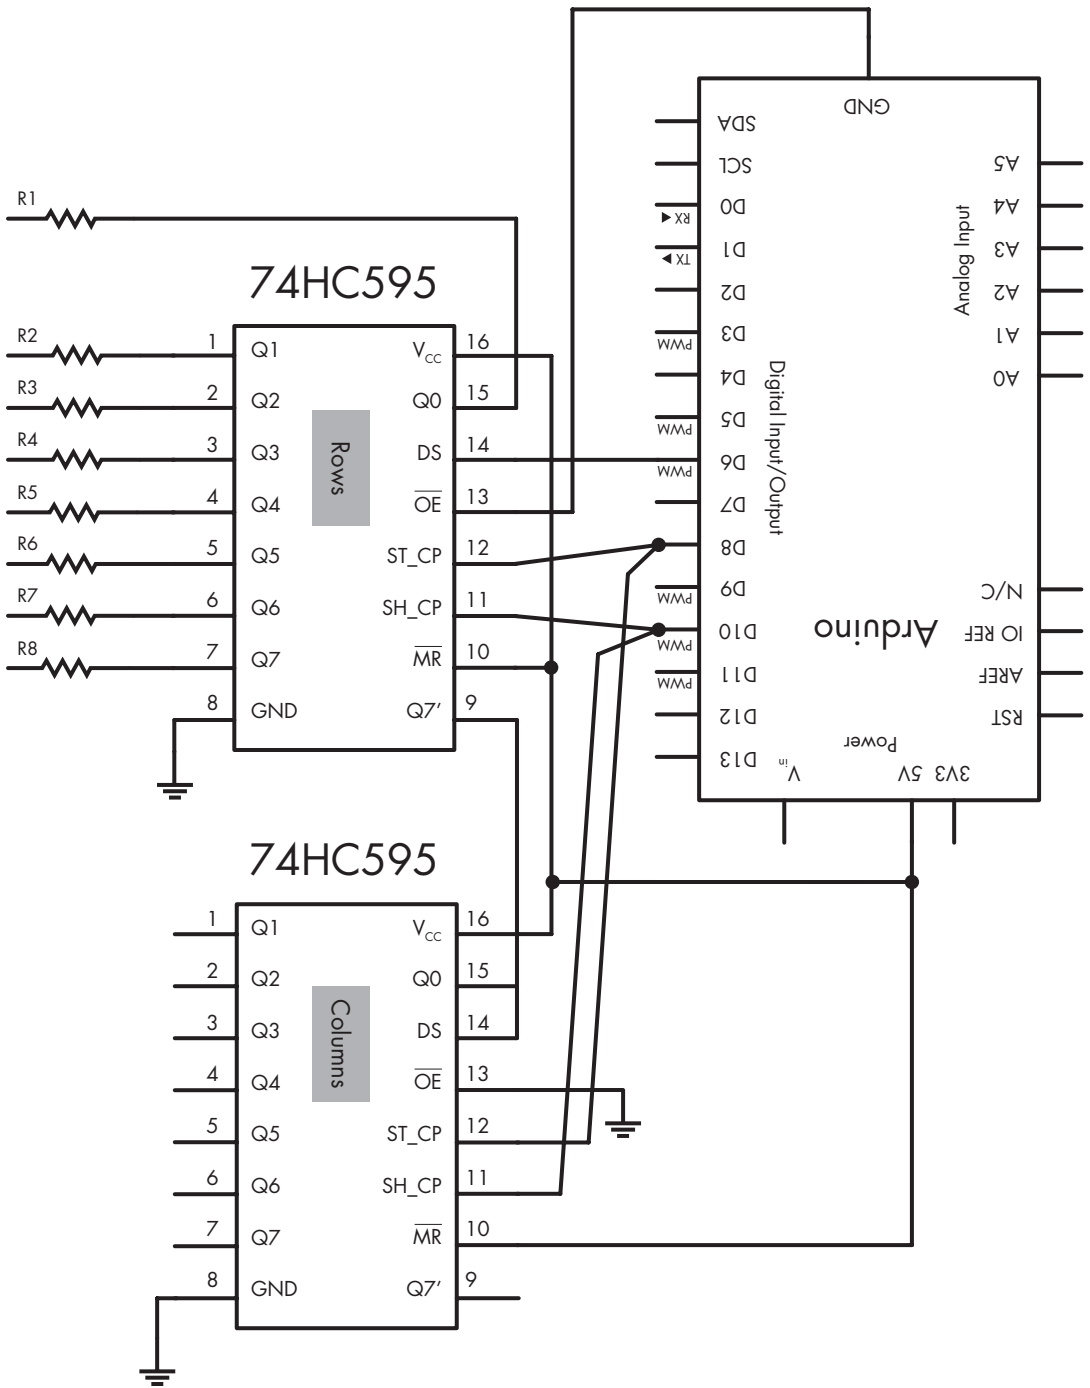 R1
74HC595
R2
R3
R4
R5
R6
R7
R8
1 Q1 V_CC 16
2 Q2 Q0 15
3 Q3 DS 14
4 Q4 OE 13
5 Q5 ST_CP 12
6 Q6 SH_CP 11
7 Q7 MR 10
8 GND Q7′ 9
Rows
74HC595
1 Q1 V_CC 16
2 Q2 Q0 15
3 Q3 DS 14
4 Q4 OE 13
5 Q5 ST_CP 12
6 Q6 SH_CP 11
7 Q7 MR 10
8 GND Q7′ 9
Columns
GND
SDA
SCL
D0
RX ◀
D1
TX ▶
D2
D3
PWM
D4
D5
PWM
D6
PWM
D7
D8
D9
PWM
D10
PWM
D11
PWM
D12
D13
Digital Input/Output
Arduino
Analog Input
A5
A4
A3
A2
A1
A0
N/C
IO REF
AREF
RST
Power
Vin
5V
3V3